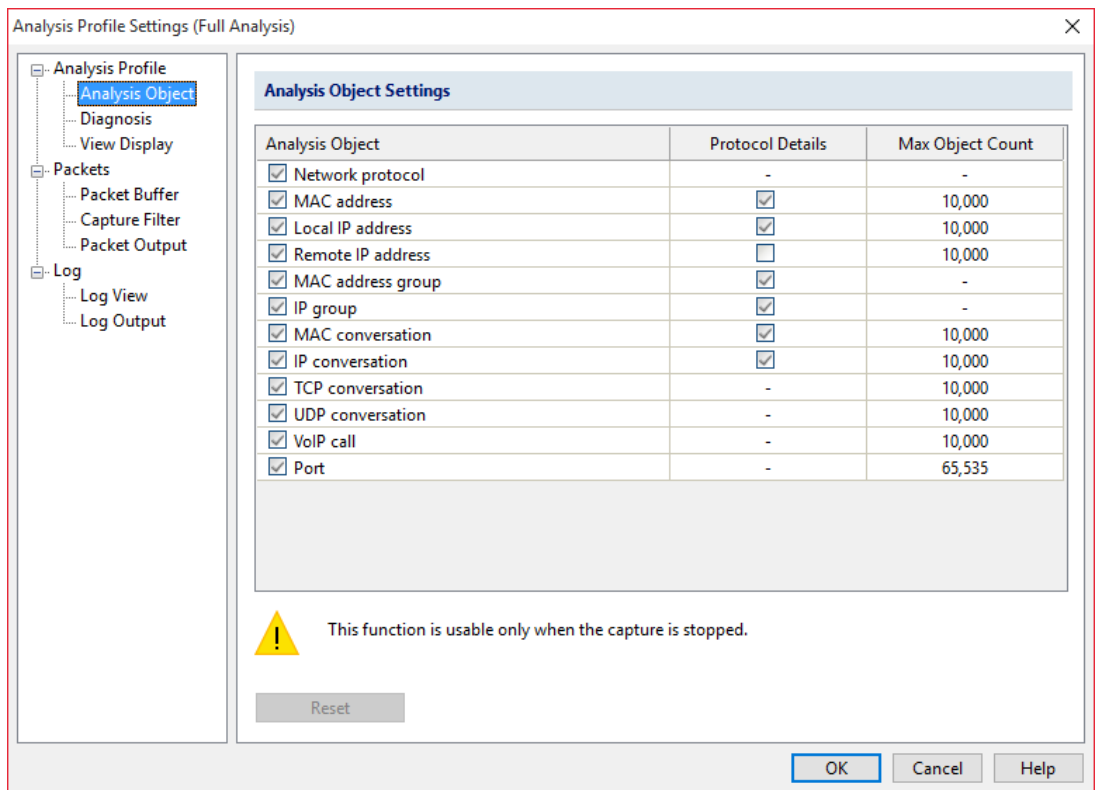 Analysis Profile Settings (Full Analysis)
Analysis Profile
Analysis Object
Diagnosis
View Display
Packets
Packet Buffer
Capture Filter
Packet Output
Log
Log View
Log Output
Analysis Object Settings
Analysis Object Protocol Details Max Object Count
Network protocol - -
MAC address 10,000
Local IP address 10,000
Remote IP address 10,000
MAC address group -
IP group -
MAC conversation 10,000
IP conversation 10,000
TCP conversation - 10,000
UDP conversation - 10,000
VoIP call - 10,000
Port - 65,535
This function is usable only when the capture is stopped.
Reset
OK Cancel Help